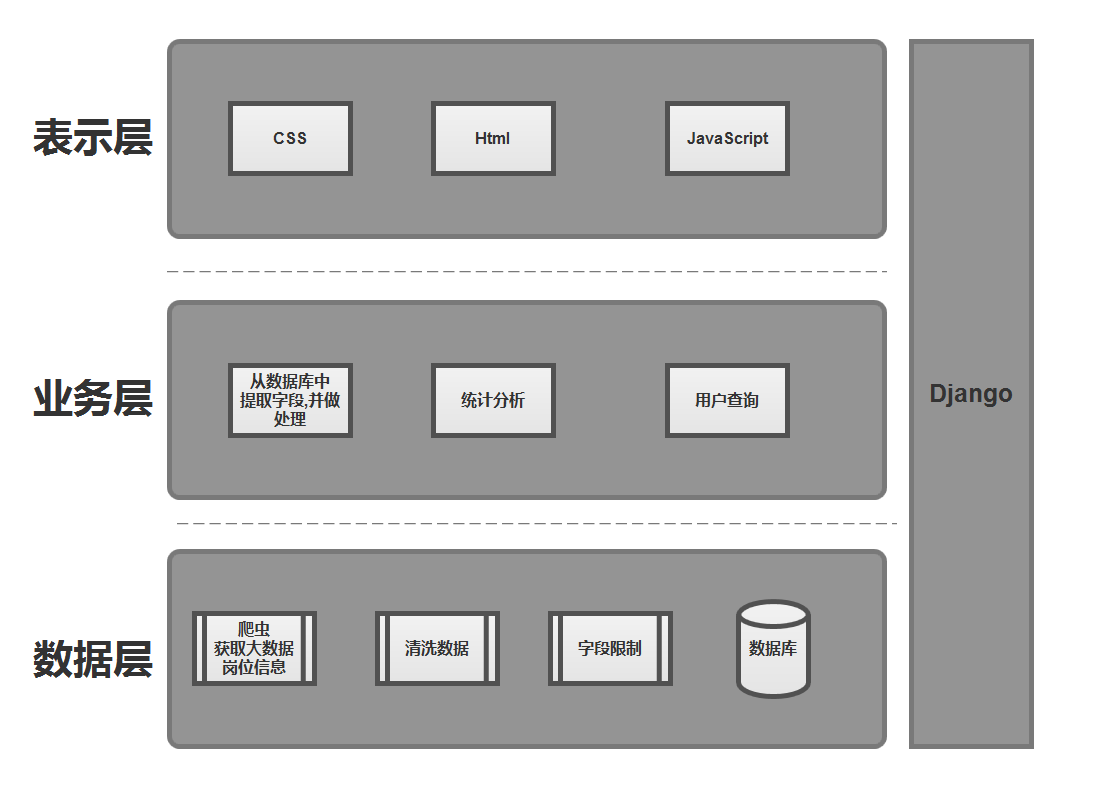 表示层
CSS
Html
JavaScript
Django
业务层
从数据库中
提取字段,并做
处理
统计分析
用户查询
数据层
爬虫
获取大数据
岗位信息
清洗数据
字段限制
数据库